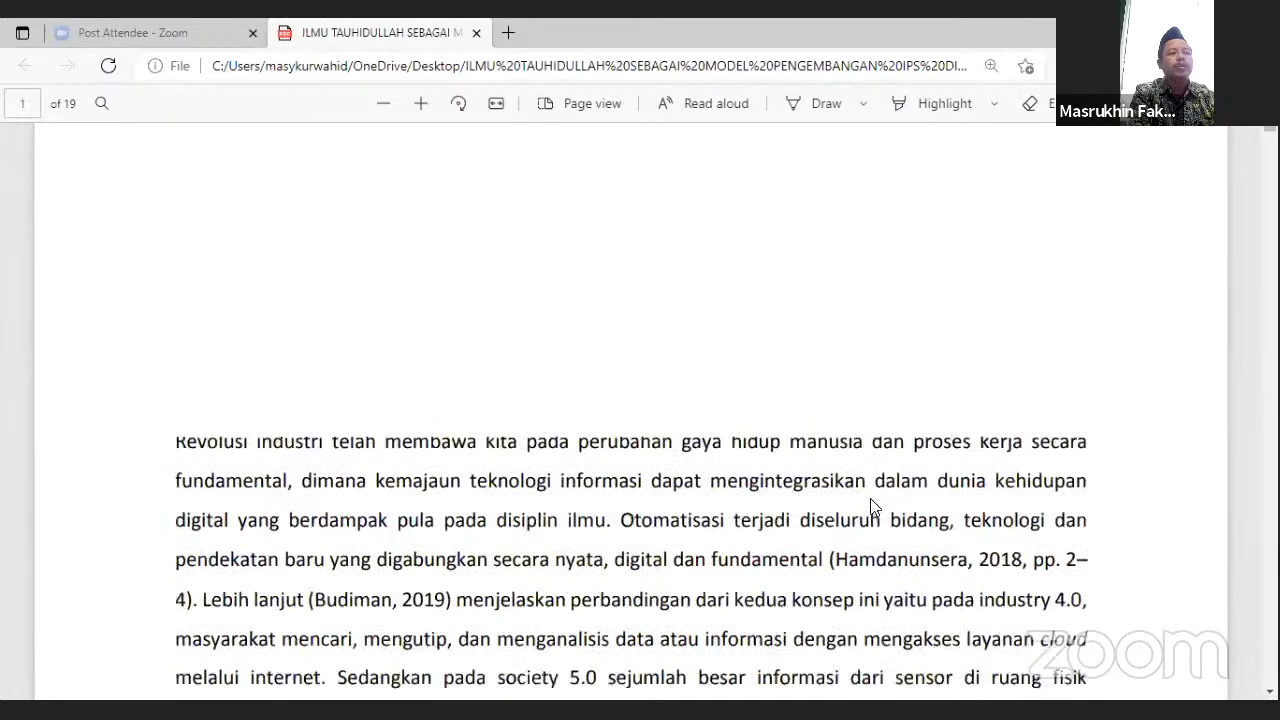 Post Attendee - Zoom
ILMU TAUHIDULLAH SEBAGAI M
File
C:/Users/masykurwahid/OneDrive/Desktop/ILMU%20TAUHIDULLAH%20SEBAGAI%20MODEL%20PENGEMBANGAN%20IPS%20DI...
1 of 19
Page view
Read aloud
Draw
Highlight
E
Masrukhin Fak...
Revolusi industri telah membawa kita pada perubahan gaya hidup manusia dan proses kerja secara
fundamental, dimana kemajaun teknologi informasi dapat mengintegrasikan dalam dunia kehidupan
digital yang berdampak pula pada disiplin ilmu. Otomatisasi terjadi diseluruh bidang, teknologi dan
pendekatan baru yang digabungkan secara nyata, digital dan fundamental (Hamdanunsera, 2018, pp. 2–
4). Lebih lanjut (Budiman, 2019) menjelaskan perbandingan dari kedua konsep ini yaitu pada industry 4.0,
masyarakat mencari, mengutip, dan menganalisis data atau informasi dengan mengakses layanan cloud
melalui internet. Sedangkan pada society 5.0 sejumlah besar informasi dari sensor di ruang fisik
zoom